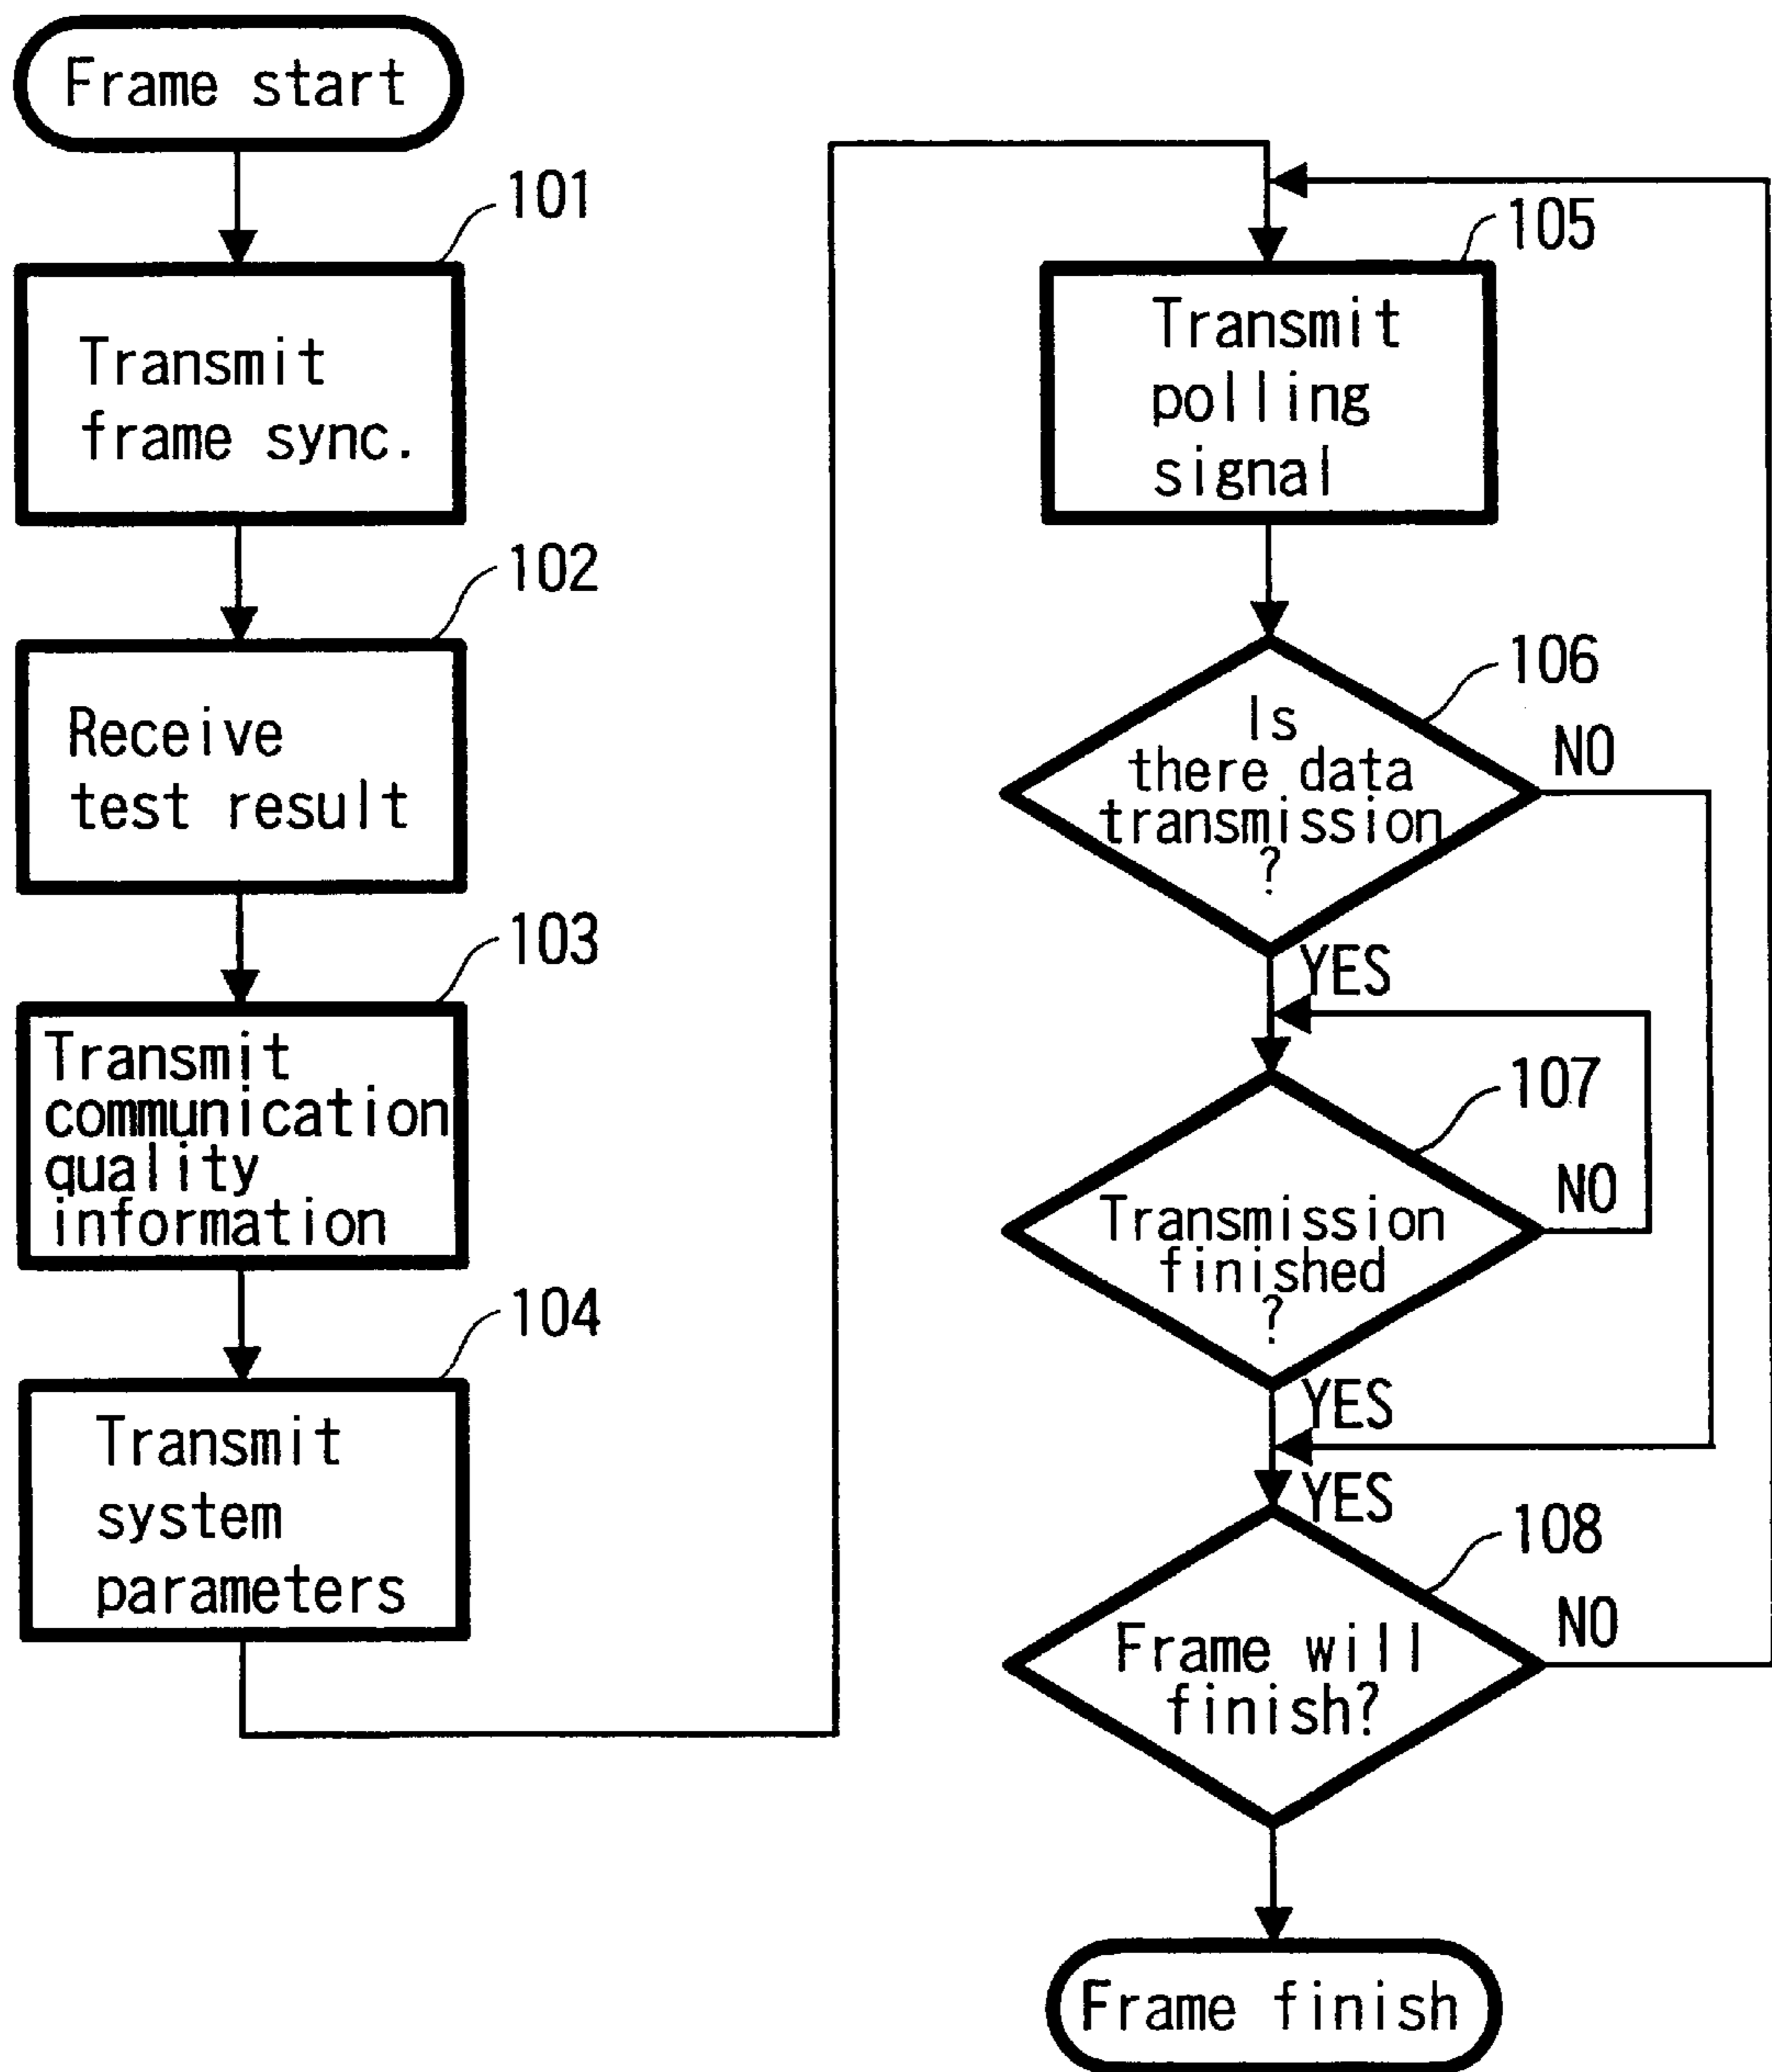 Frame start
101
Transmit
frame sync.
102
Receive
test result
103
Transmit
communication
quality
information
104
Transmit
system
parameters
105
Transmit
polling
signal
106
Is
there data
transmission
?
NO
YES
107
Transmission
finished
?
NO
YES
YES
108
Frame will
finish?
NO
Frame finish